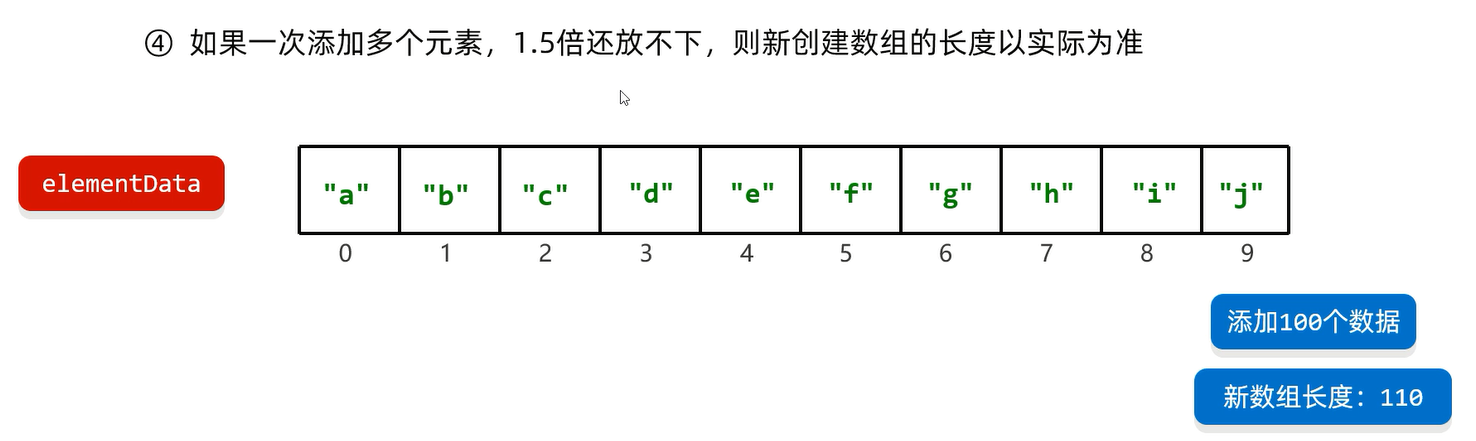 ④ 如果一次添加多个元素，1.5倍还放不下，则新创建数组的长度以实际为准
elementData
"a" "b" "c" "d" "e" "f" "g" "h" "i" "j"
0 1 2 3 4 5 6 7 8 9
添加100个数据
新数组长度：110